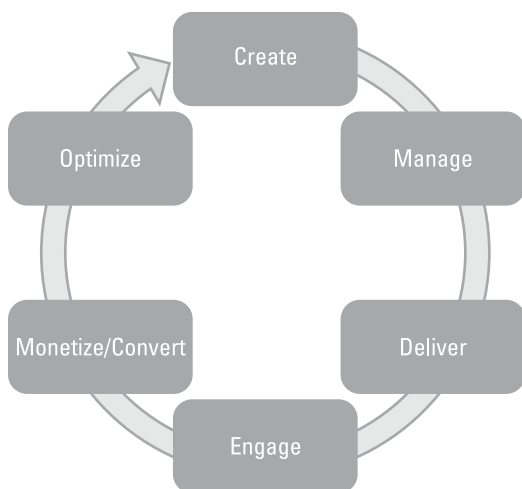 Create
Manage
Deliver
Engage
Monetize/Convert
Optimize